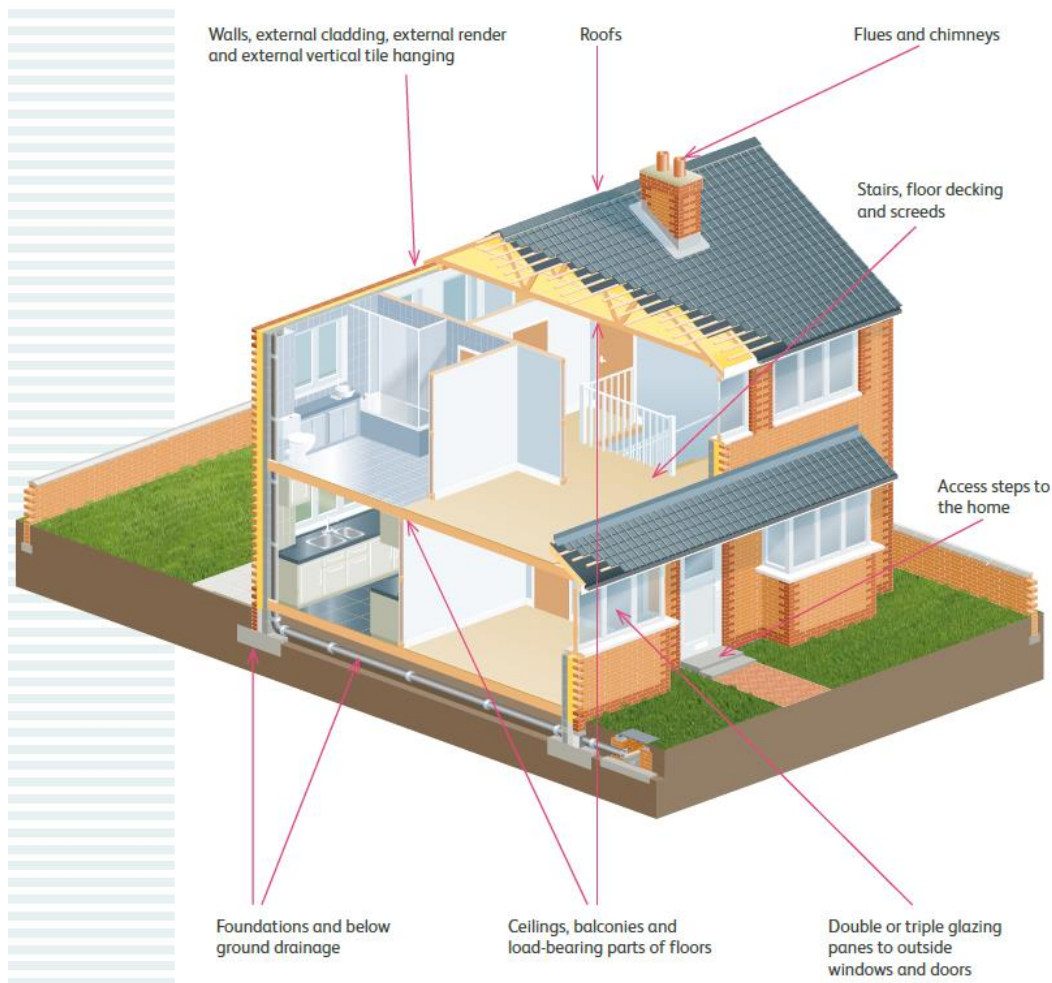 Walls, external cladding, external render
and external vertical tile hanging
Roofs
Flues and chimneys
Stairs, floor decking
and screeds
Access steps to
the home
Foundations and below
ground drainage
Ceilings, balconies and
load-bearing parts of floors
Double or triple glazing
panes to outside
windows and doors